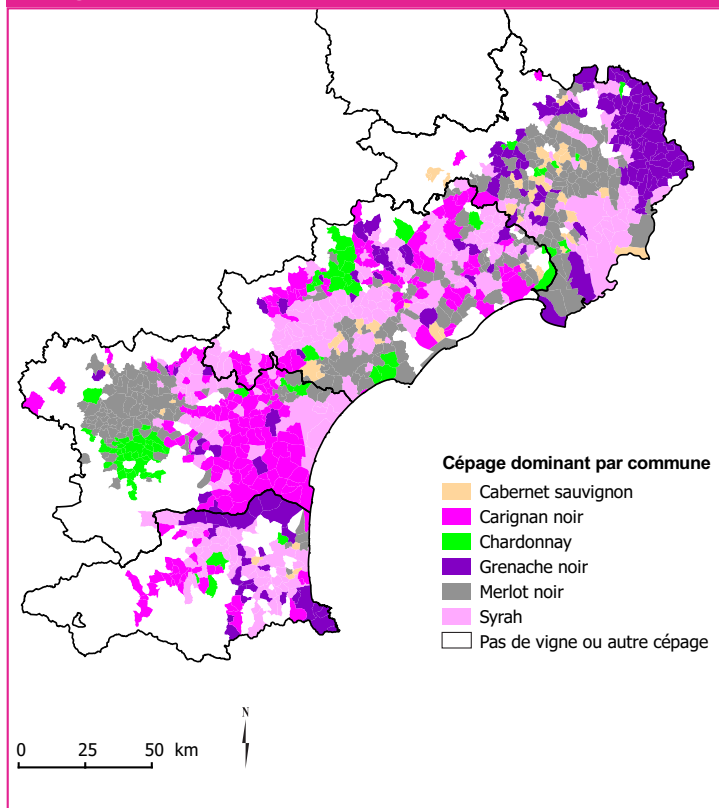 Cépage dominant par commune
Cabernet sauvignon
Carignan noir
Chardonnay
Grenache noir
Merlot noir
Syrah
Pas de vigne ou autre cépage
N
0 25 50 km